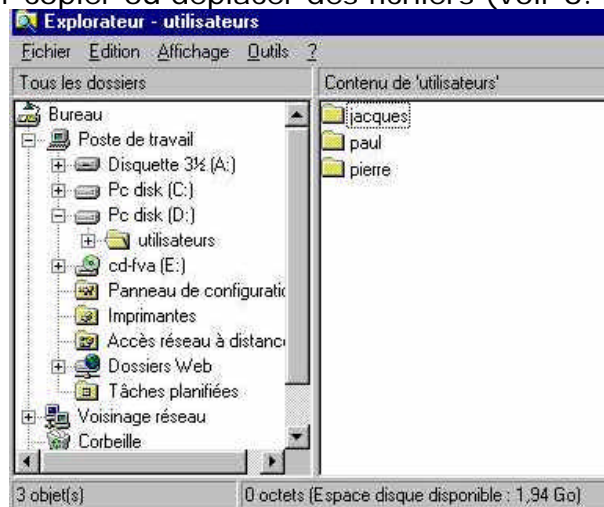 copier ou déplacer des fichiers (voir
Explorateur - utilisateurs
Fichier Edition Affichage Outils ?
Tous les dossiers
Contenu de 'utilisateurs'
Bureau
Poste de travail
Disquette 3½ (A:)
Pc disk (C:)
Pc disk (D:)
utilisateurs
cd-fva (E:)
Panneau de configuratio
Imprimantes
Accès réseau à distance
Dossiers Web
Tâches planifiées
Voisinage réseau
Corbeille
jacques
paul
pierre
3 objet(s)
0 octets (Espace disque disponible : 1,94 Go)